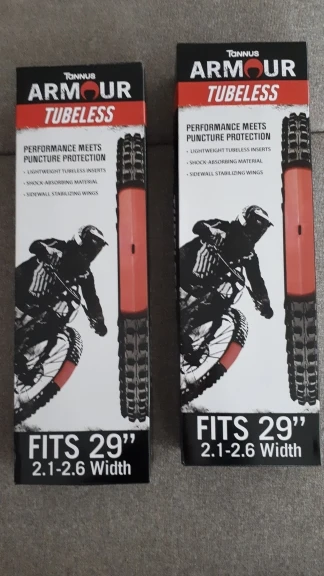 Tannus
ARMOUR
TUBELESS
PERFORMANCE MEETS
PUNCTURE PROTECTION
• LIGHTWEIGHT TUBELESS INSERTS
• SHOCK-ABSORBING MATERIAL
• SIDEWALL STABILIZING WINGS
FITS 29”
2.1-2.6 Width
Tannus
ARMOUR
TUBELESS
PERFORMANCE MEETS
PUNCTURE PROTECTION
• LIGHTWEIGHT TUBELESS INSERTS
• SHOCK-ABSORBING MATERIAL
• SIDEWALL STABILIZING WINGS
FITS 29”
2.1-2.6 Width